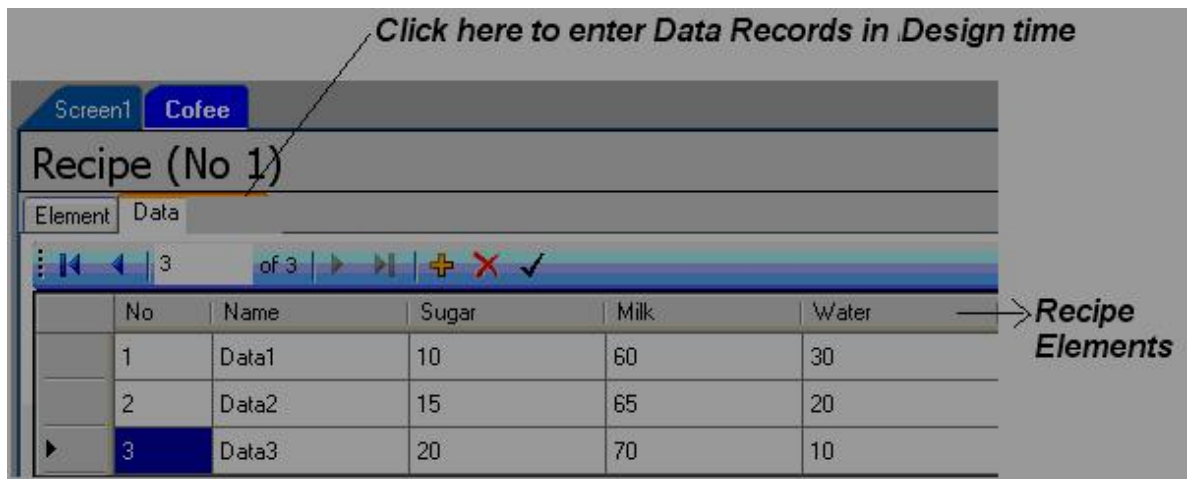 Click here to enter Data Records in Design time
Screen1 Cofee
Recipe (No 1)
Element Data
3 of 3
No Name Sugar Milk Water
Recipe
Elements
1 Data1 10 60 30
2 Data2 15 65 20
3 Data3 20 70 10